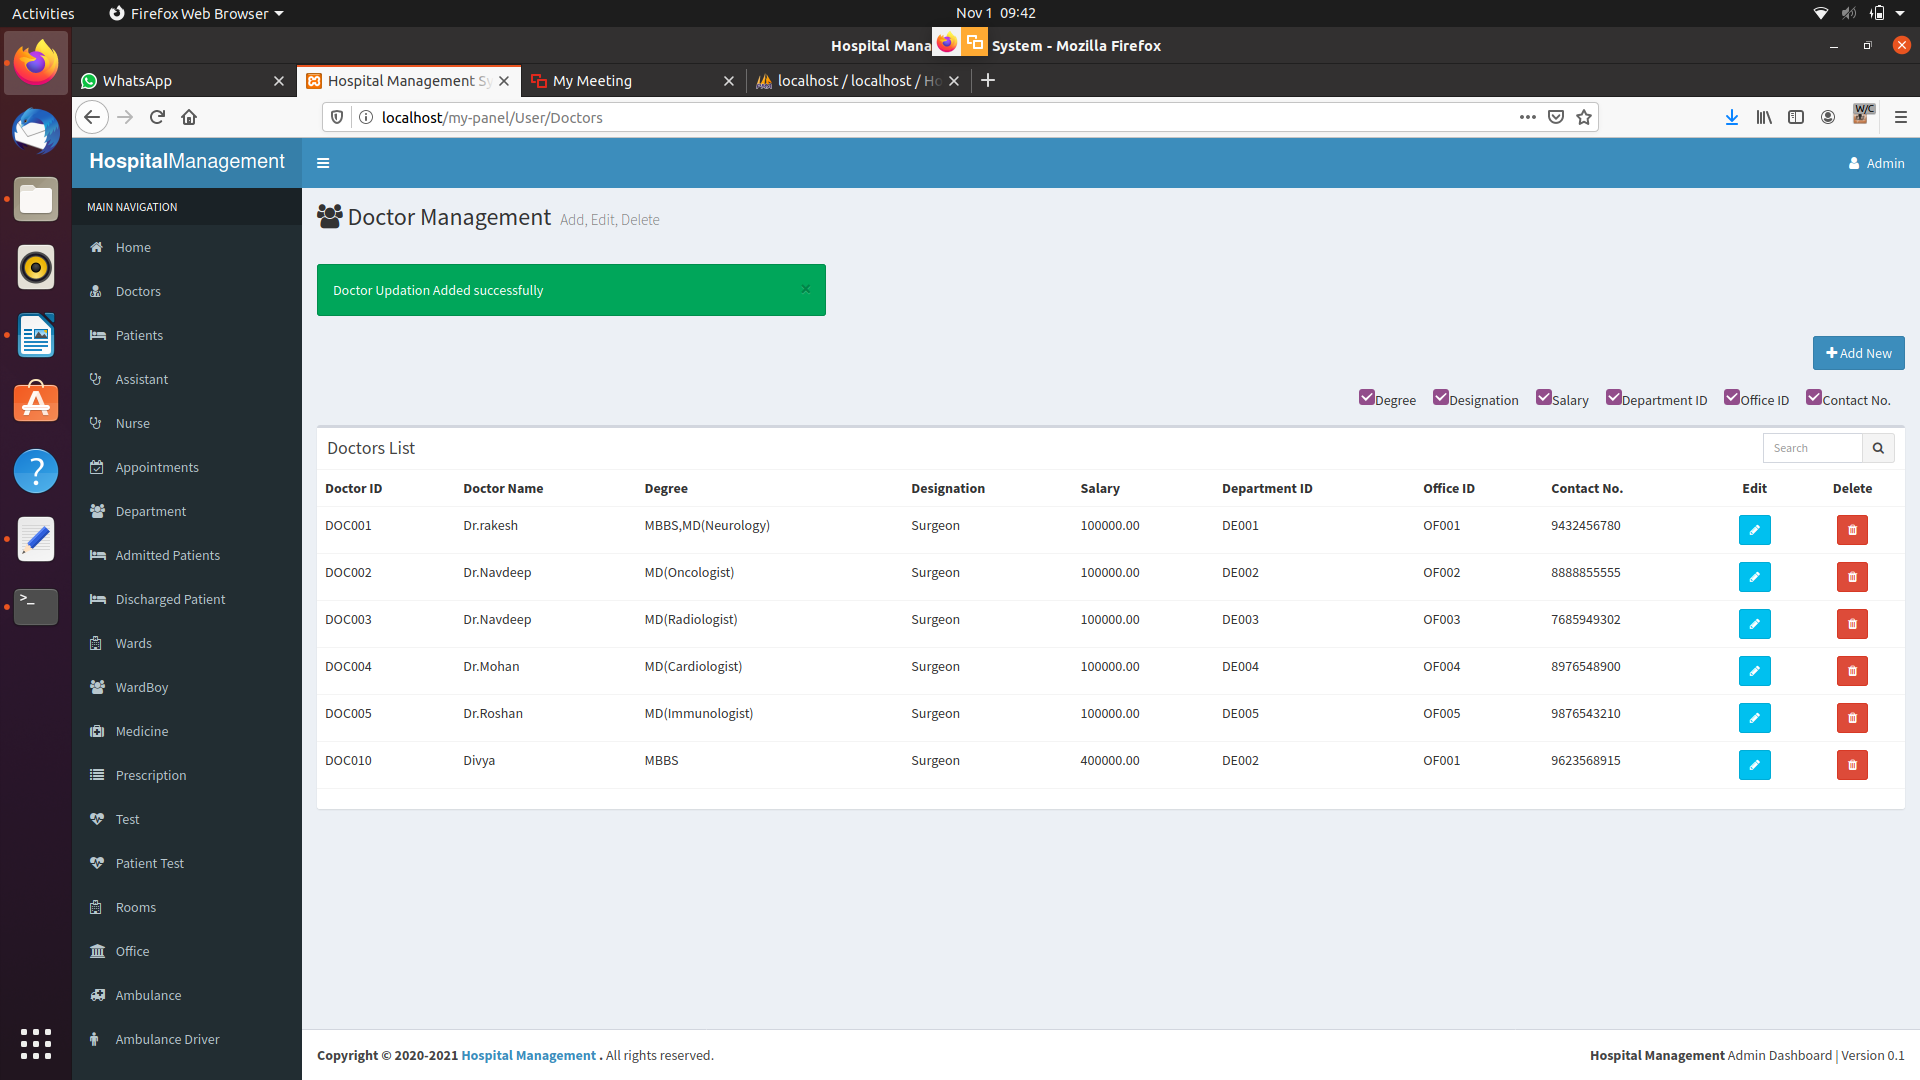 Activities Firefox Web Browser Nov 1 09:42
Hospital Mana System - Mozilla Firefox
WhatsApp Hospital Management Sy My Meeting localhost / localhost / Ho
localhost/my-panel/User/Doctors W/C
HospitalManagement Admin
MAIN NAVIGATION
Home
Doctors
Patients
Assistant
Nurse
Appointments
Department
Admitted Patients
Discharged Patient
Wards
WardBoy
Medicine
Prescription
Test
Patient Test
Rooms
Office
Ambulance
Ambulance Driver
Doctor Management Add, Edit, Delete
Doctor Updation Added successfully ×
Add New
Degree Designation Salary Department ID Office ID Contact No.
Doctors List Search
Doctor ID Doctor Name Degree Designation Salary Department ID Office ID Contact No. Edit Delete
DOC001 Dr.rakesh MBBS,MD(Neurology) Surgeon 100000.00 DE001 OF001 9432456780
DOC002 Dr.Navdeep MD(Oncologist) Surgeon 100000.00 DE002 OF002 8888855555
DOC003 Dr.Navdeep MD(Radiologist) Surgeon 100000.00 DE003 OF003 7685949302
DOC004 Dr.Mohan MD(Cardiologist) Surgeon 100000.00 DE004 OF004 8976548900
DOC005 Dr.Roshan MD(Immunologist) Surgeon 100000.00 DE005 OF005 9876543210
DOC010 Divya MBBS Surgeon 400000.00 DE002 OF001 9623568915
Copyright © 2020-2021 Hospital Management . All rights reserved.
Hospital Management Admin Dashboard | Version 0.1